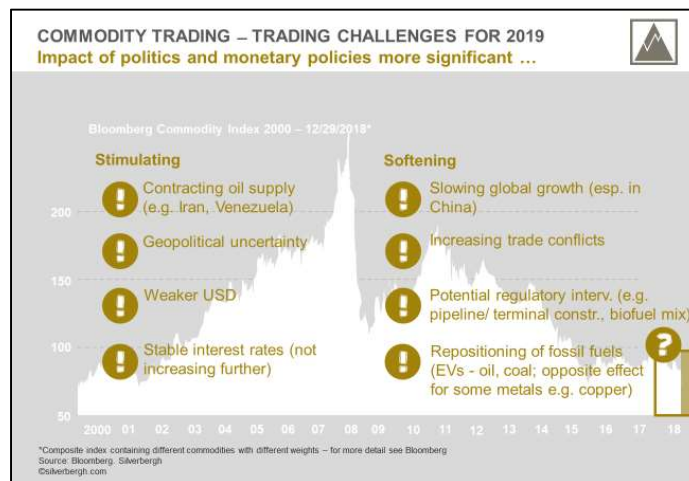 COMMODITY TRADING – TRADING CHALLENGES FOR 2019
Impact of politics and monetary policies more significant ...
Bloomberg Commodity Index 2000 – 12/29/2018*
Stimulating
Contracting oil supply
(e.g. Iran, Venezuela)
Geopolitical uncertainty
Weaker USD
Stable interest rates (not
increasing further)
Softening
Slowing global growth (esp. in
China)
Increasing trade conflicts
Potential regulatory interv. (e.g.
pipeline/ terminal constr., biofuel mix)
Repositioning of fossil fuels
(EVs - oil, coal; opposite effect
for some metals e.g. copper)
?
200
150
100
50
2000 01 02 03 04 05 06 07 08 09 10 11 12 13 14 15 16 17 18
*Composite index containing different commodities with different weights – for more detail see Bloomberg
Source: Bloomberg. Silverbergh
©silverbergh.com